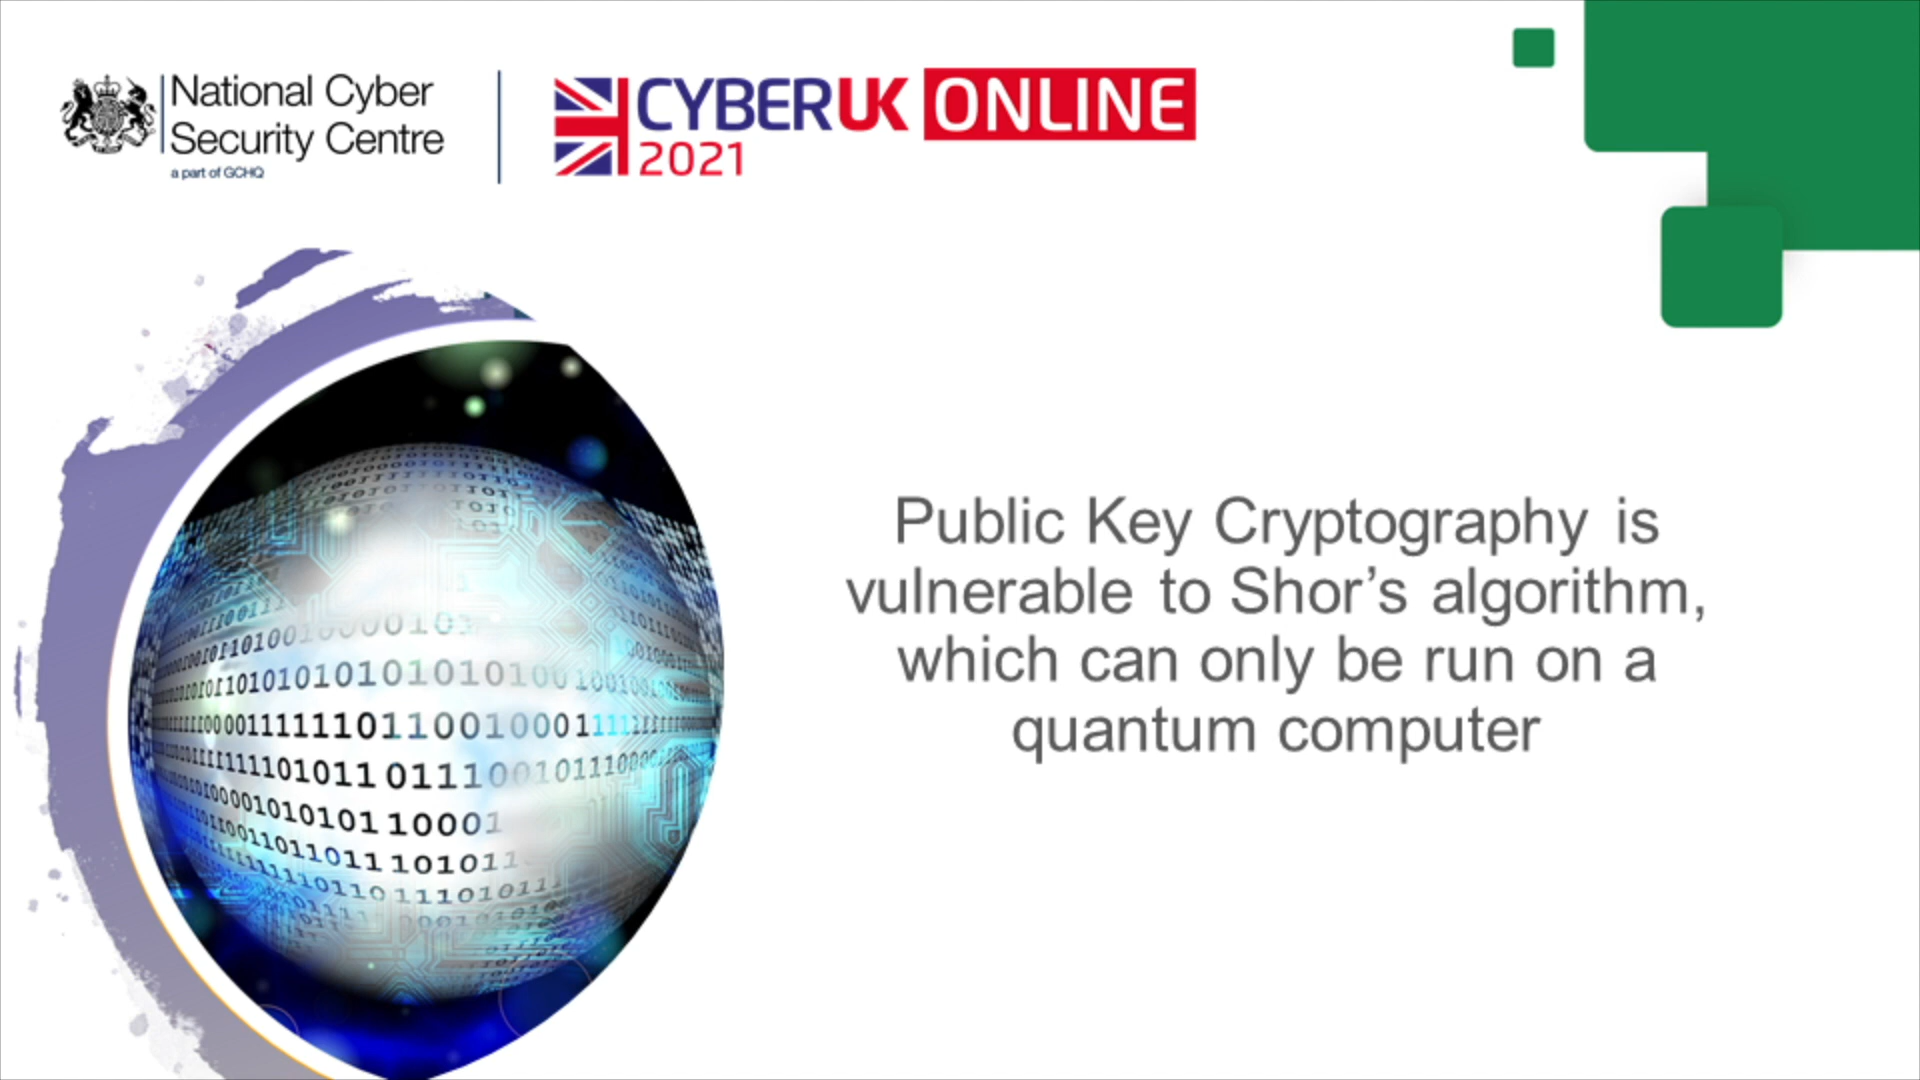 National Cyber
Security Centre
a part of GCHQ
CYBERUK ONLINE
2021
Public Key Cryptography is
vulnerable to Shor’s algorithm,
which can only be run on a
quantum computer